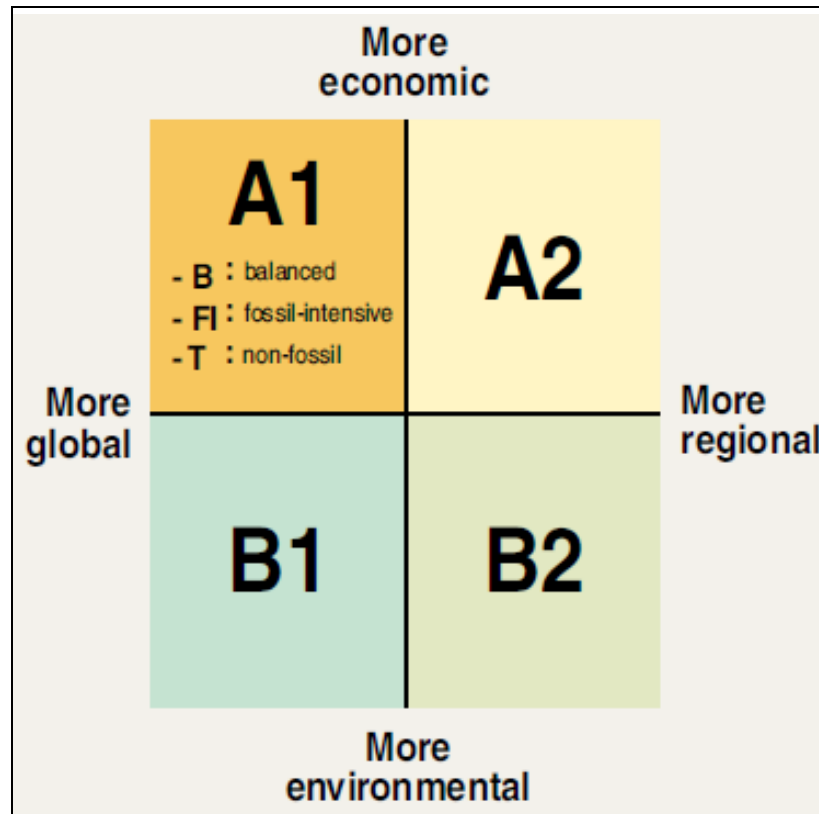 More
economic
A1
- B : balanced
- FI : fossil-intensive
- T : non-fossil
A2
More
global
More
regional
B1
B2
More
environmental